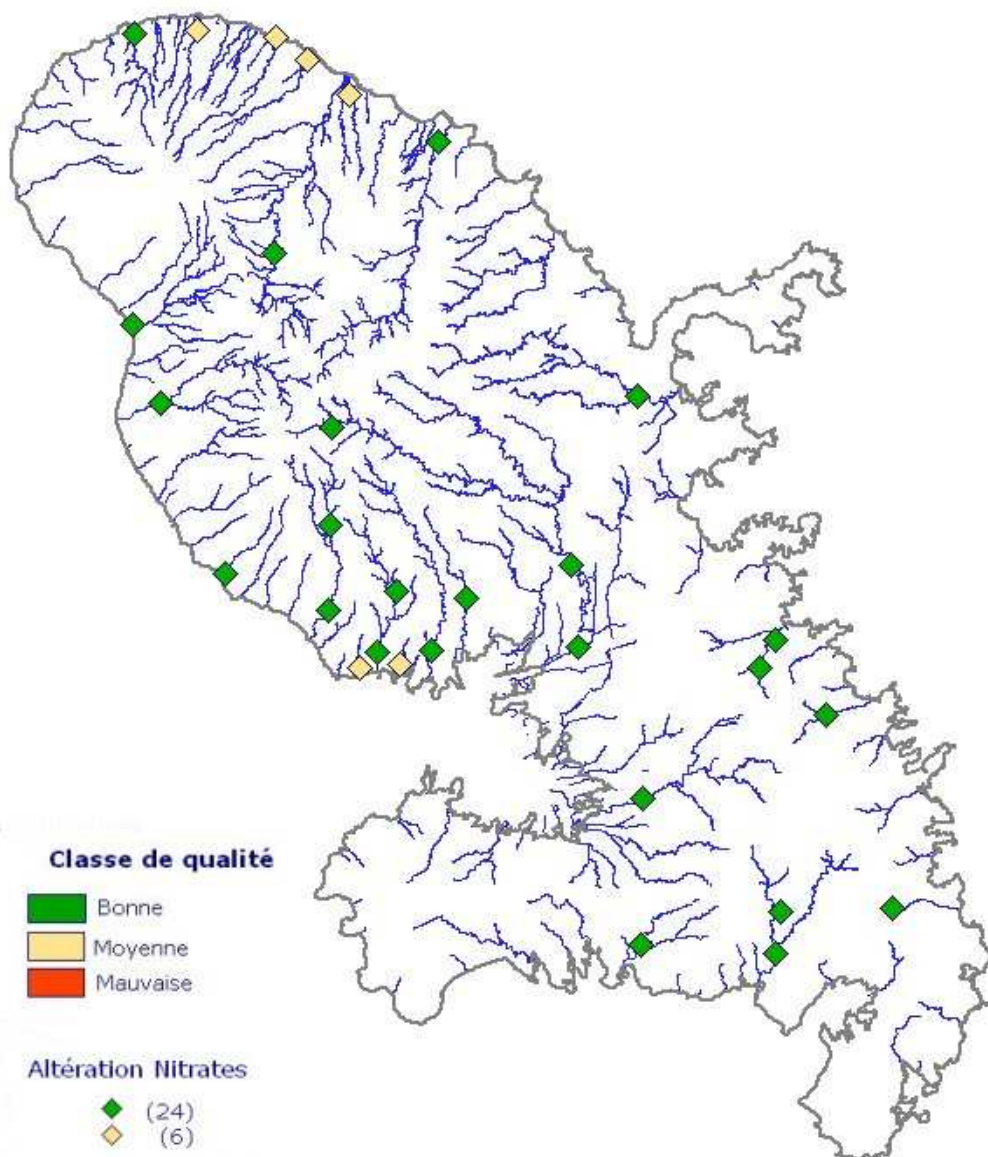 Classe de qualité
Bonne
Moyenne
Mauvaise
Altération Nitrates
(24)
(6)